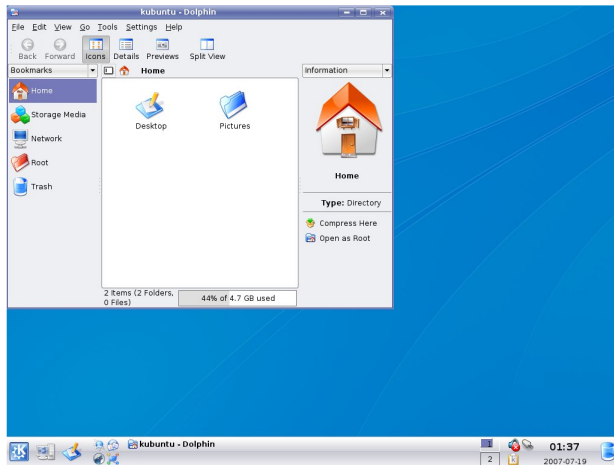 kubuntu - Dolphin
File Edit View Go Tools Settings Help
Back Forward Icons Details Previews Split View
Bookmarks
Home
Information
Home
Storage Media
Network
Root
Trash
Desktop
Pictures
Home
Type: Directory
Compress Here
Open as Root
2 Items (2 Folders,
0 Files)
44% of 4.7 GB used
kubuntu - Dolphin
1
2
01:37
2007-07-19